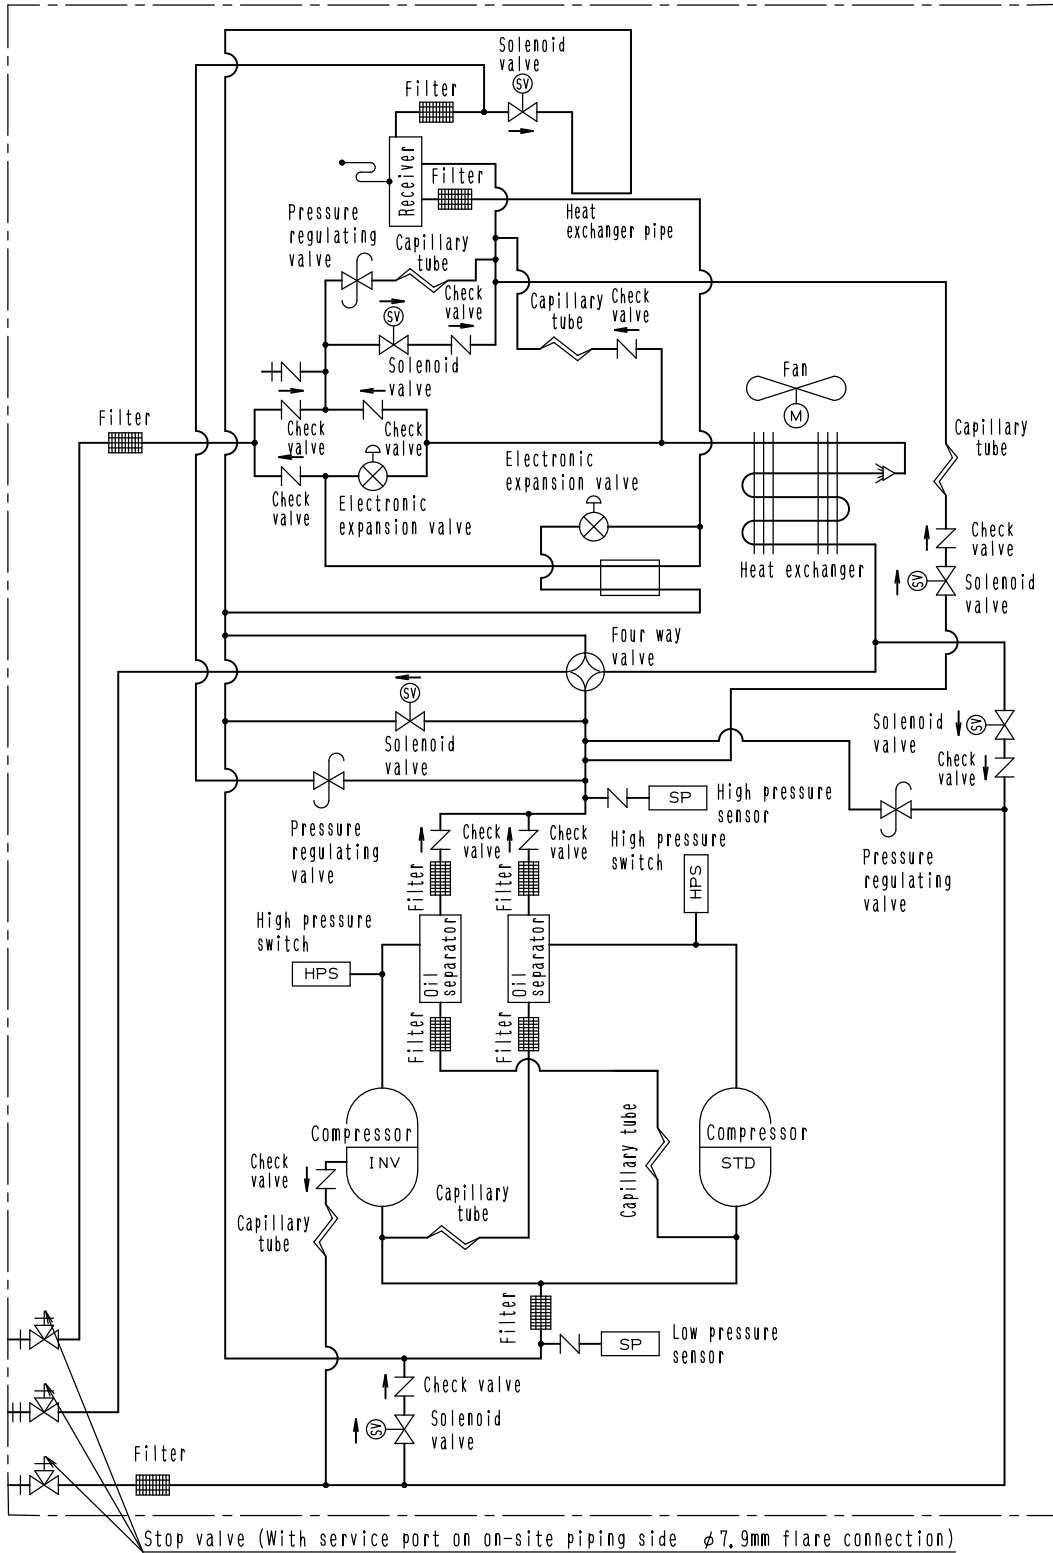 Solenoid
valve
SV
Filter
Receiver
Filter
Heat
exchanger pipe
Pressure
regulating
valve
Capillary
tube
SV
Check
valve
Capillary
tube
Check
valve
Solenoid
valve
Fan
M
Filter
Check
valve
Check
valve
Capillary
tube
Electronic
expansion valve
Check
valve
Electronic
expansion valve
Check
valve
Heat exchanger
SV
Solenoid
valve
Four way
valve
SV
Solenoid
valve
Solenoid
valve
SV
Check
valve
SP
High pressure
sensor
Pressure
regulating
valve
Check
valve
Check
valve
High pressure
switch
Pressure
regulating
valve
Filter
Filter
HPS
High pressure
switch
HPS
Oil
separator
Oil
separator
Filter
Filter
Compressor
INV
Capillary tube
Compressor
STD
Check
valve
Capillary
tube
Capillary
tube
Filter
SP
Low pressure
sensor
Check valve
SV
Solenoid
valve
Filter
Stop valve (With service port on on-site piping side φ7.9mm flare connection)